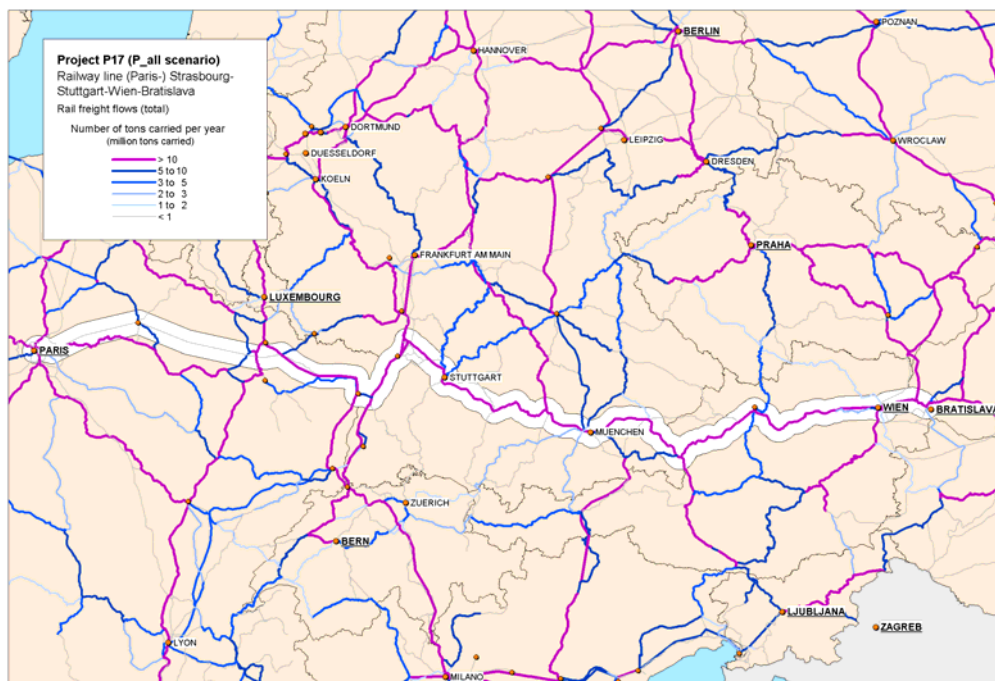 Project P17 (P_all scenario)
Railway line (Paris-) Strasbourg-
Stuttgart-Wien-Bratislava
Rail freight flows (total)
Number of tons carried per year
(million tons carried)
> 10
5 to 10
3 to 5
2 to 3
1 to 2
< 1
POZNAN
BERLIN
HANNOVER
DORTMUND
LEIPZIG
WROCLAW
DUESSELDORF
DRESDEN
KOELN
PRAHA
FRANKFURT AM MAIN
LUXEMBOURG
PARIS
STUTTGART
WIEN
BRATISLAVA
MUENCHEN
ZUERICH
BERN
LJUBLJANA
ZAGREB
LYON
MILANO